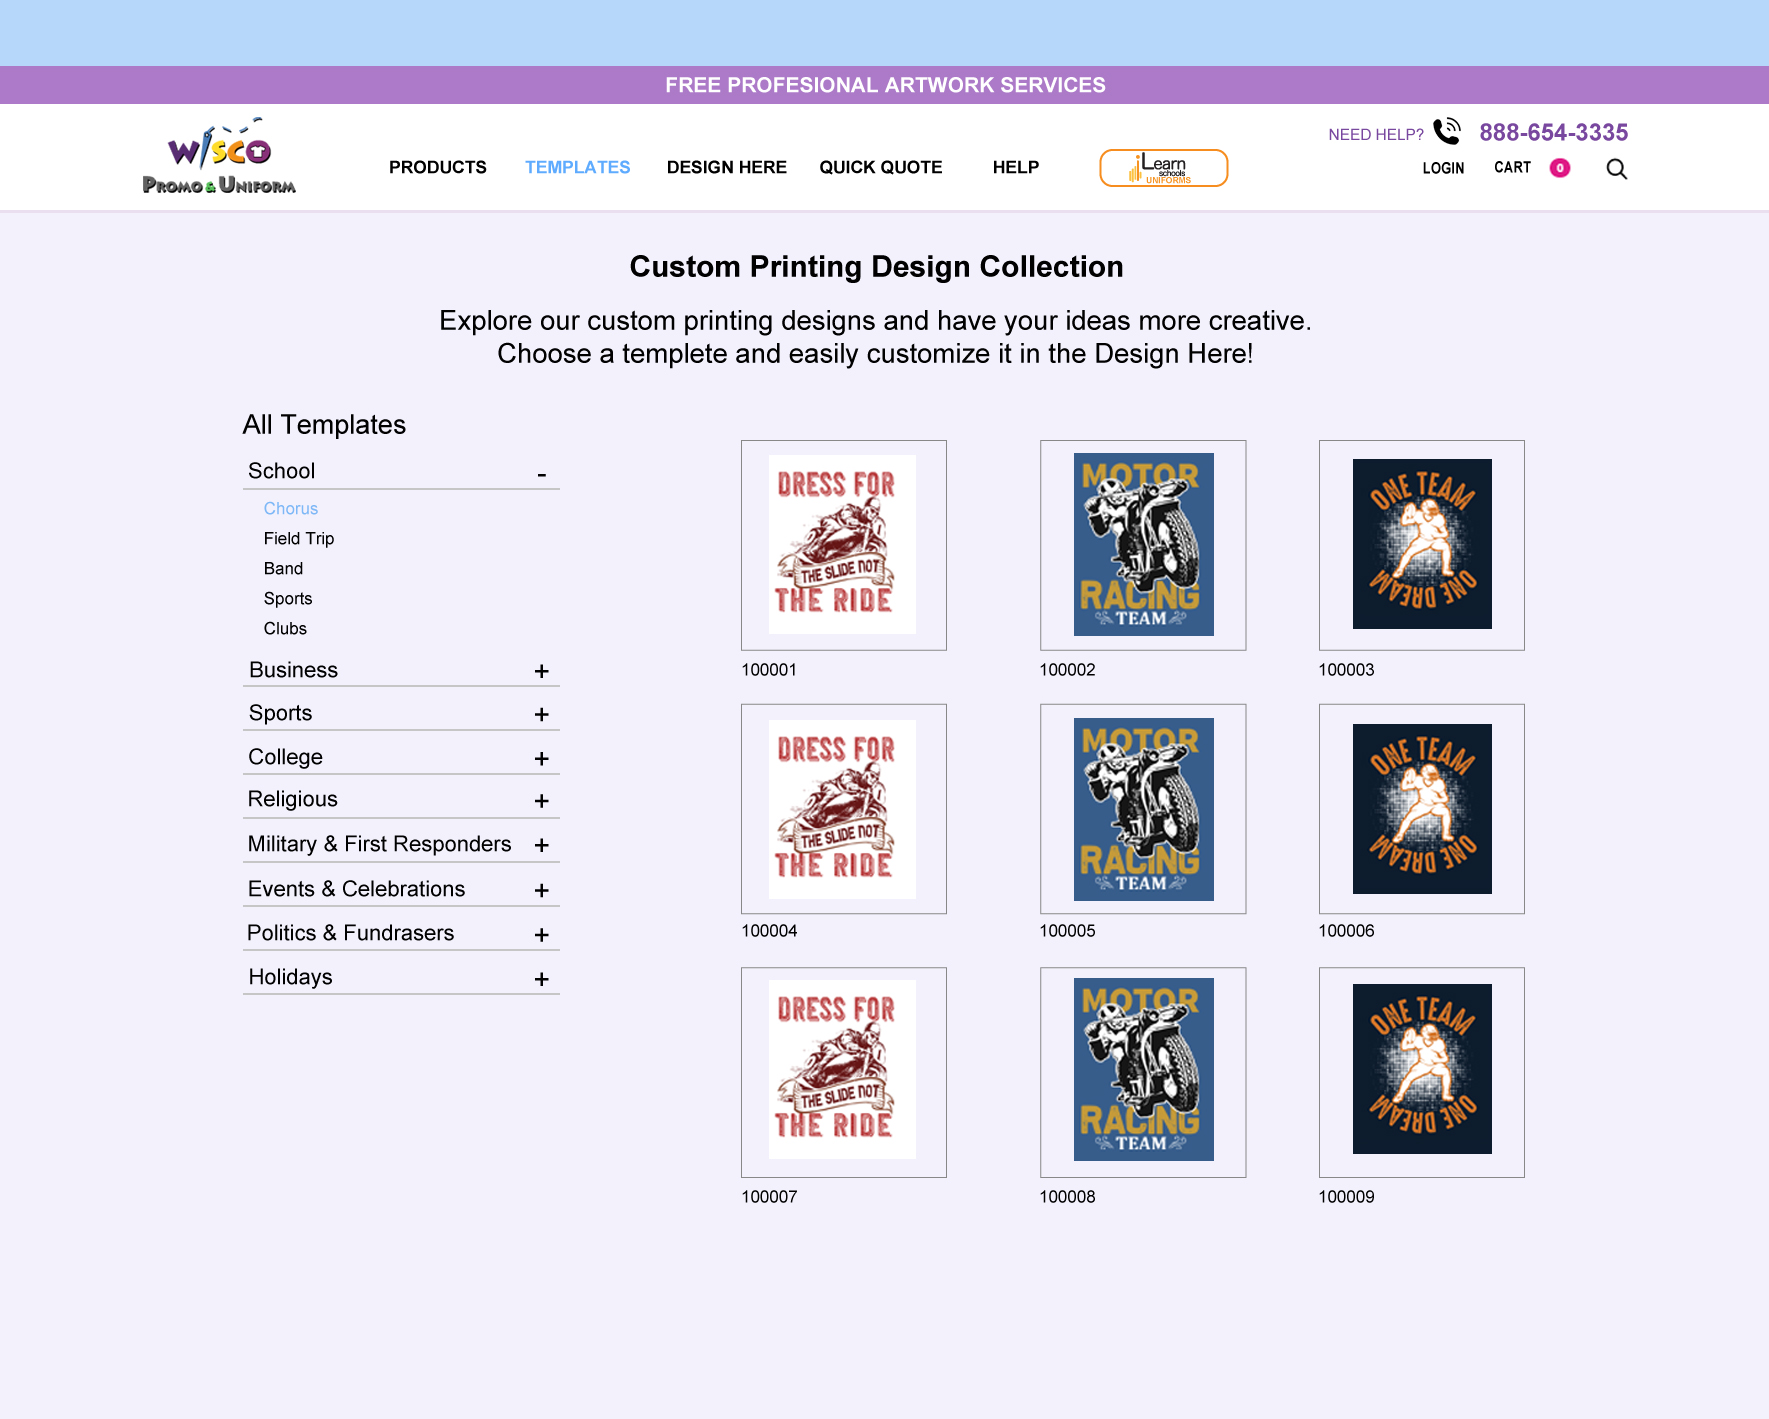 FREE PROFESIONAL ARTWORK SERVICES
WISCO
PROMO & UNIFORM
PRODUCTS
TEMPLATES
DESIGN HERE
QUICK QUOTE
HELP
iLearn
schools
UNIFORMS
NEED HELP?
888-654-3335
LOGIN
CART
0
Custom Printing Design Collection
Explore our custom printing designs and have your ideas more creative.
Choose a templete and easily customize it in the Design Here!
All Templates
School -
Chorus
Field Trip
Band
Sports
Clubs
Business +
Sports +
College +
Religious +
Military & First Responders +
Events & Celebrations +
Politics & Fundrasers +
Holidays +
DRESS FOR
THE SLIDE NOT
THE RIDE
100001
MOTOR
RACING
TEAM
100002
ONE TEAM
ONE DREAM
100003
DRESS FOR
THE SLIDE NOT
THE RIDE
100004
MOTOR
RACING
TEAM
100005
ONE TEAM
ONE DREAM
100006
DRESS FOR
THE SLIDE NOT
THE RIDE
100007
MOTOR
RACING
TEAM
100008
ONE TEAM
ONE DREAM
100009